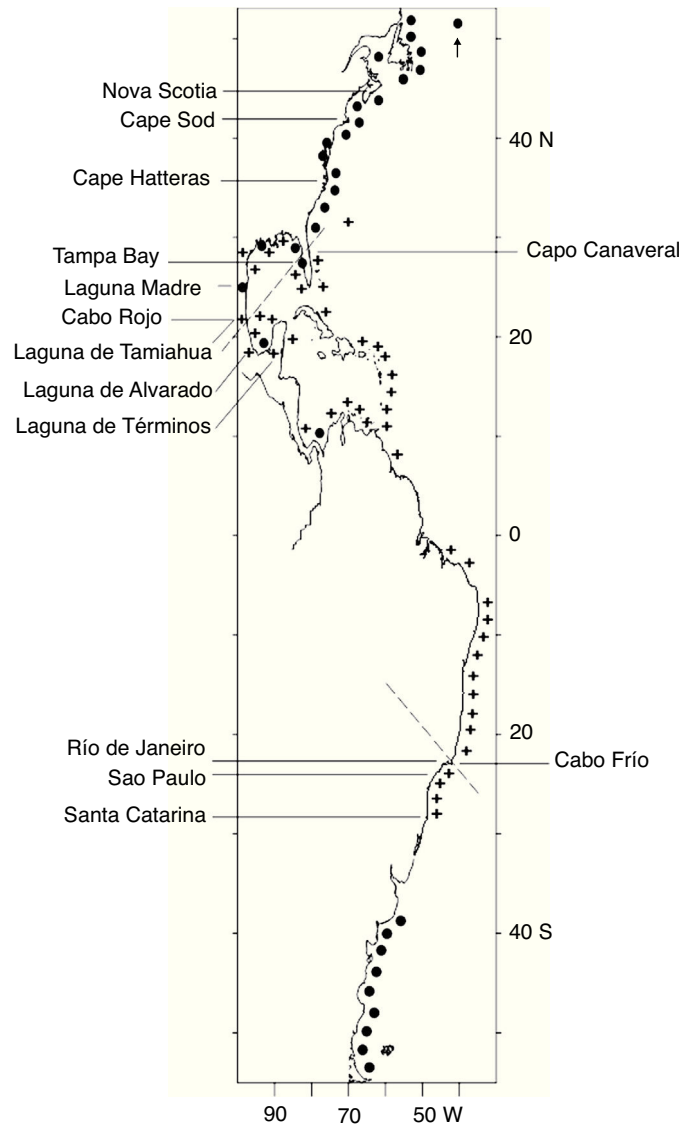 Nova Scotia
Cape Sod
40 N
Cape Hatteras
Tampa Bay
Capo Canaveral
Laguna Madre
Cabo Rojo
20
Laguna de Tamiahua
Laguna de Alvarado
Laguna de Términos
0
20
Río de Janeiro
Cabo Frío
Sao Paulo
Santa Catarina
40 S
90 70 50 W